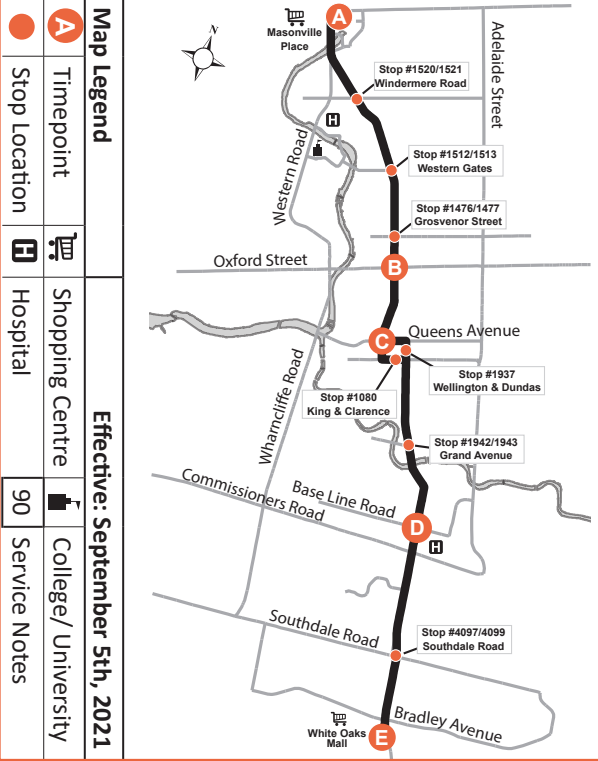 Map Legend
Effective: September 5th, 2021
A
Timepoint
Shopping Centre
College/ University
Stop Location
H
Hospital
90
Service Notes
N
Masonville
Place
A
Adelaide Street
Stop #1520/1521
Windermere Road
H
Western Road
Stop #1512/1513
Western Gates
Stop #1476/1477
Grosvenor Street
Oxford Street
B
C
Queens Avenue
Stop #1937
Wellington & Dundas
Stop #1080
King & Clarence
Wharncliffe Road
Stop #1942/1943
Grand Avenue
Commissioners Road
Base Line Road
D
H
Stop #4097/4099
Southdale Road
Southdale Road
Bradley Avenue
White Oaks
Mall
E